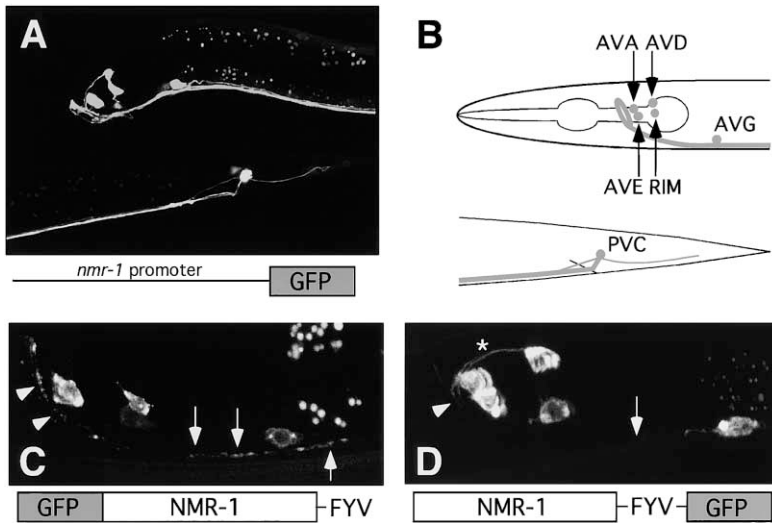 A
B
AVA AVD
AVG
AVE RIM
nmr-1 promoter
GFP
PVC
C
*
D
GFP NMR-1 FYV
NMR-1 FYV GFP